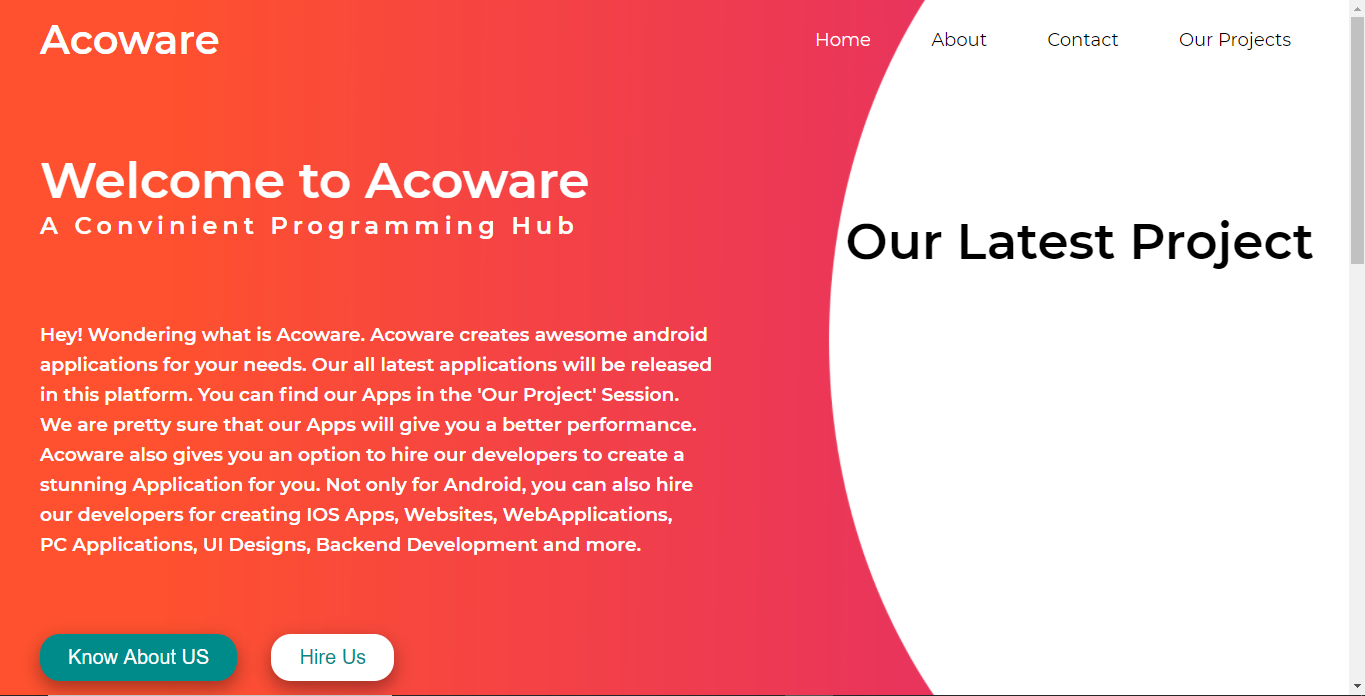 Acoware
Home About Contact Our Projects
Welcome to Acoware
A Convinient Programming Hub
Our Latest Project
Hey! Wondering what is Acoware. Acoware creates awesome android
applications for your needs. Our all latest applications will be released
in this platform. You can find our Apps in the 'Our Project' Session.
We are pretty sure that our Apps will give you a better performance.
Acoware also gives you an option to hire our developers to create a
stunning Application for you. Not only for Android, you can also hire
our developers for creating IOS Apps, Websites, WebApplications,
PC Applications, UI Designs, Backend Development and more.
Know About US
Hire Us